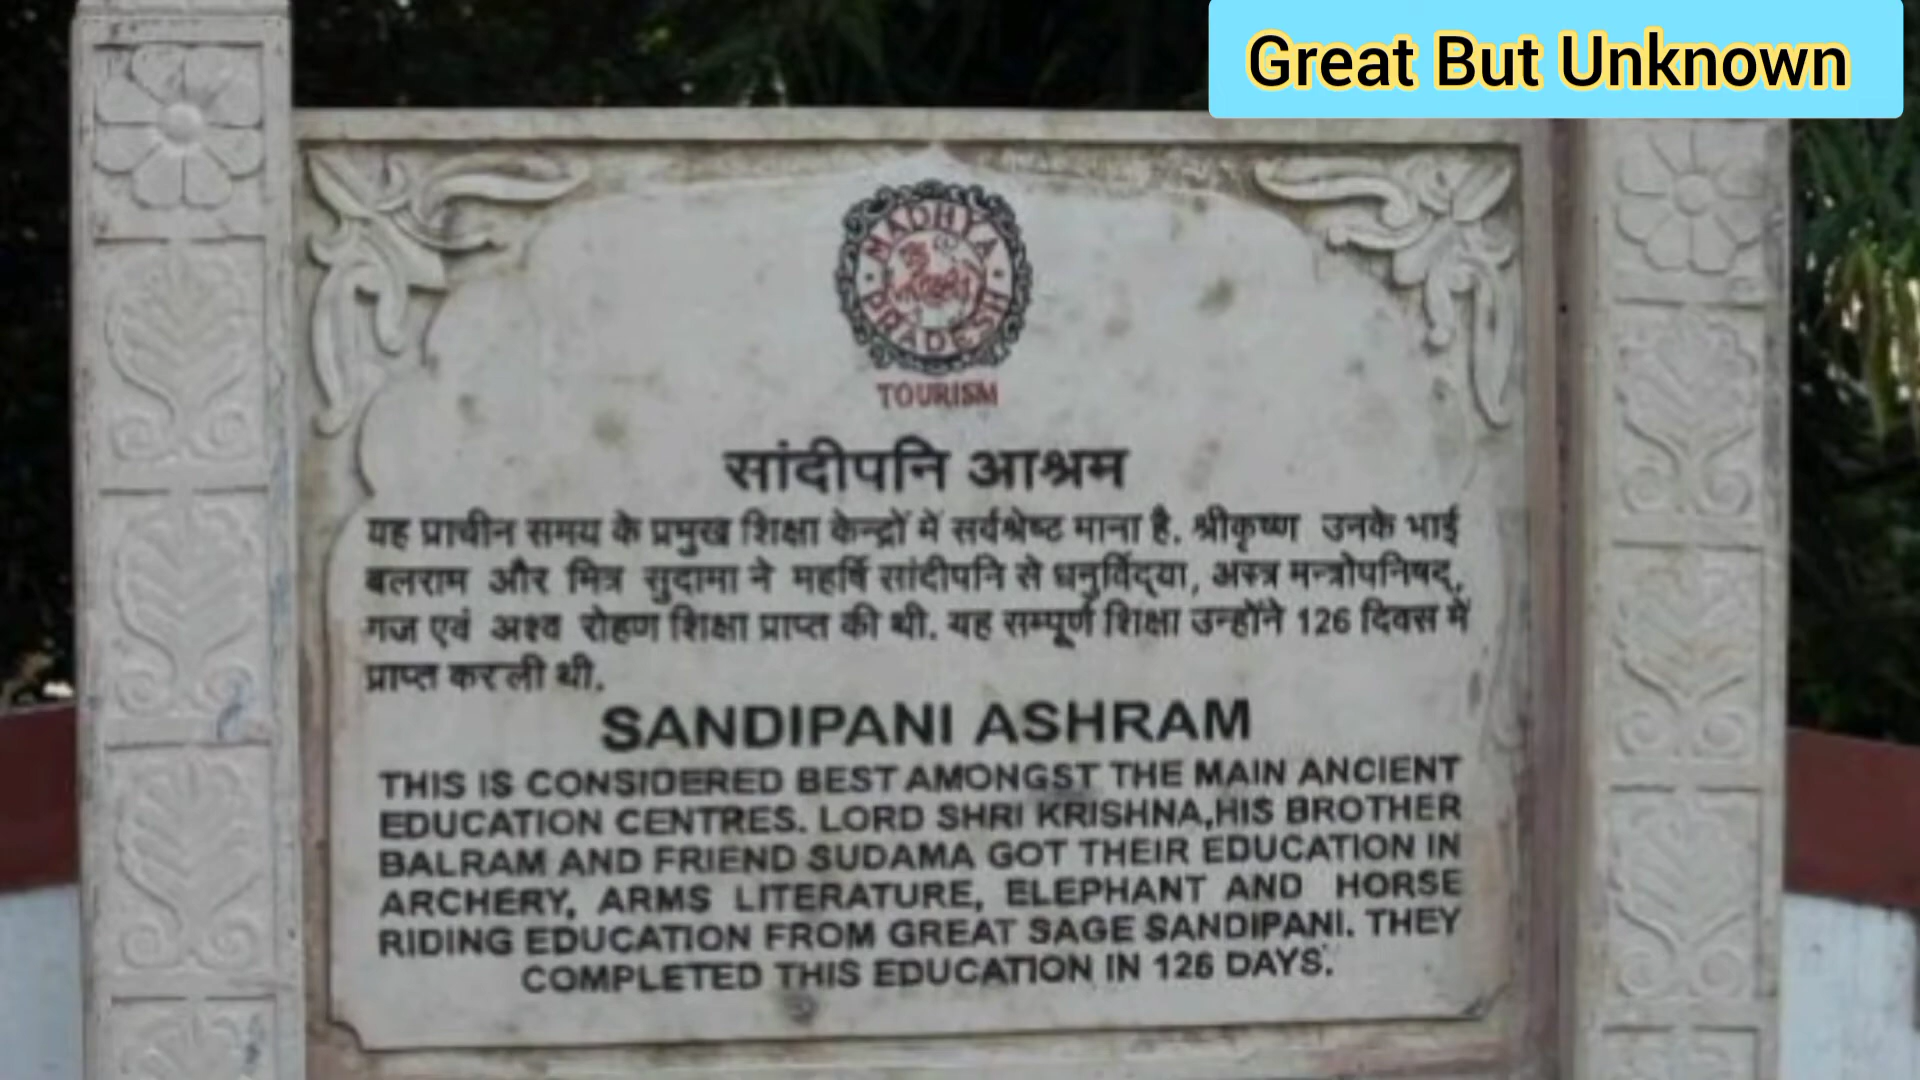 Great But Unknown
MADHYA PRADESH
TOURISM
सांदीपनि आश्रम
यह प्राचीन समय के प्रमुख शिक्षा केन्द्रों में सर्वश्रेष्ट माना है. श्रीकृष्ण उनके भाई
बलराम और मित्र सुदामा ने महर्षि सांदीपनि से धनुर्विद्या, अस्त्र मन्त्रोपनिषद्,
गज एवं अश्व रोहण शिक्षा प्राप्त की थी. यह सम्पूर्ण शिक्षा उन्होंने 126 दिवस में
प्राप्त कर ली थी.
SANDIPANI ASHRAM
THIS IS CONSIDERED BEST AMONGST THE MAIN ANCIENT
EDUCATION CENTRES. LORD SHRI KRISHNA,HIS BROTHER
BALRAM AND FRIEND SUDAMA GOT THEIR EDUCATION IN
ARCHERY, ARMS LITERATURE, ELEPHANT AND HORSE
RIDING EDUCATION FROM GREAT SAGE SANDIPANI. THEY
COMPLETED THIS EDUCATION IN 126 DAYS.